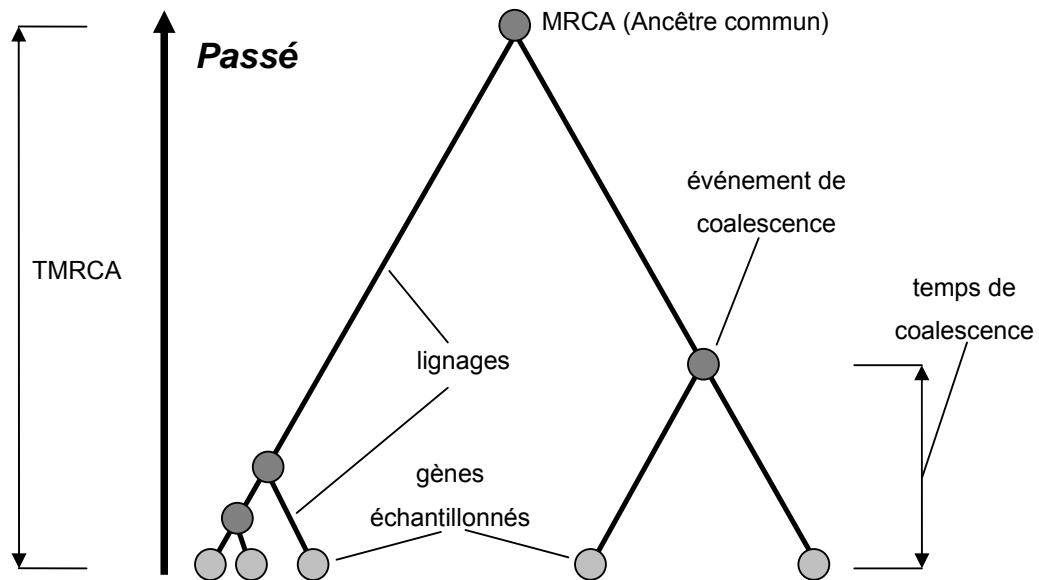 MRCA (Ancêtre commun)
Passé
événement de
coalescence
TMRCA
temps de
coalescence
lignages
gènes
échantillonnés